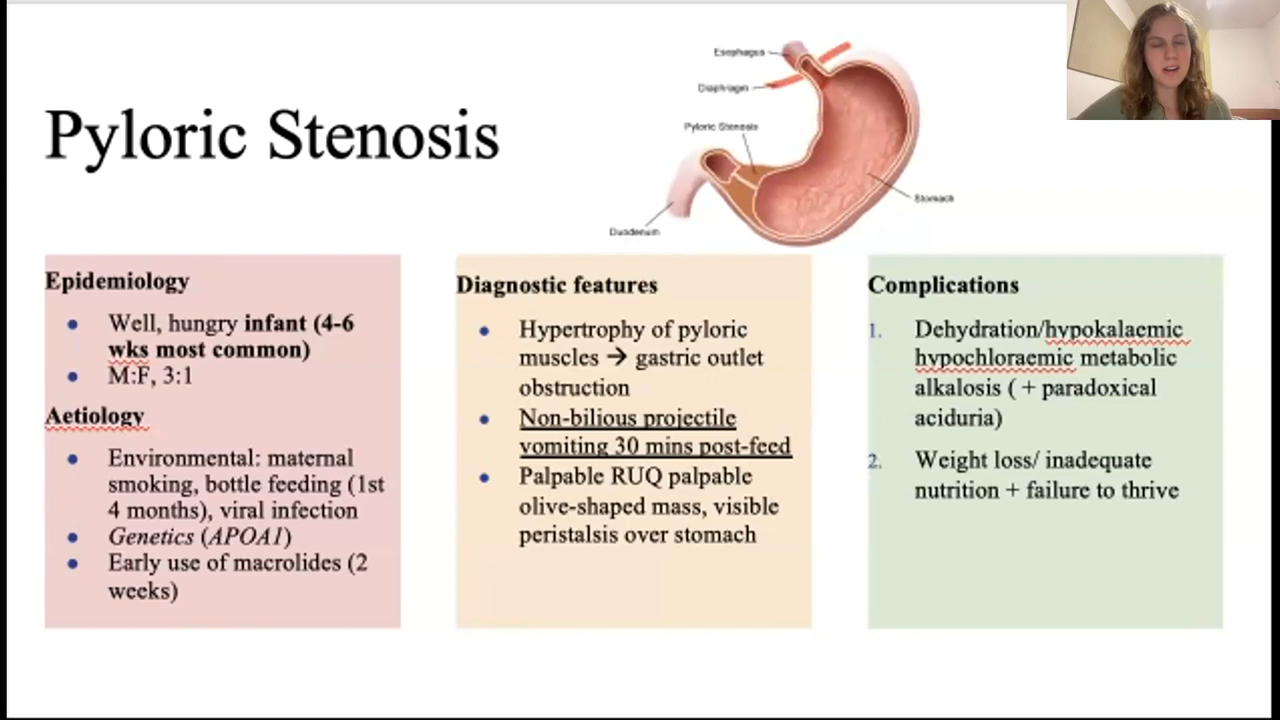 Pyloric Stenosis
Esophagus
Diaphragm
Pyloric Stenosis
Stomach
Duodenum
Epidemiology
● Well, hungry infant (4-6
wks most common)
● M:F, 3:1
Aetiology
● Environmental: maternal
smoking, bottle feeding (1st
4 months), viral infection
● Genetics (APOA1)
● Early use of macrolides (2
weeks)
Diagnostic features
● Hypertrophy of pyloric
muscles → gastric outlet
obstruction
● Non-bilious projectile
vomiting 30 mins post-feed
● Palpable RUQ palpable
olive-shaped mass, visible
peristalsis over stomach
Complications
1. Dehydration/hypokalaemic
hypochloraemic metabolic
alkalosis ( + paradoxical
aciduria)
2. Weight loss/ inadequate
nutrition + failure to thrive